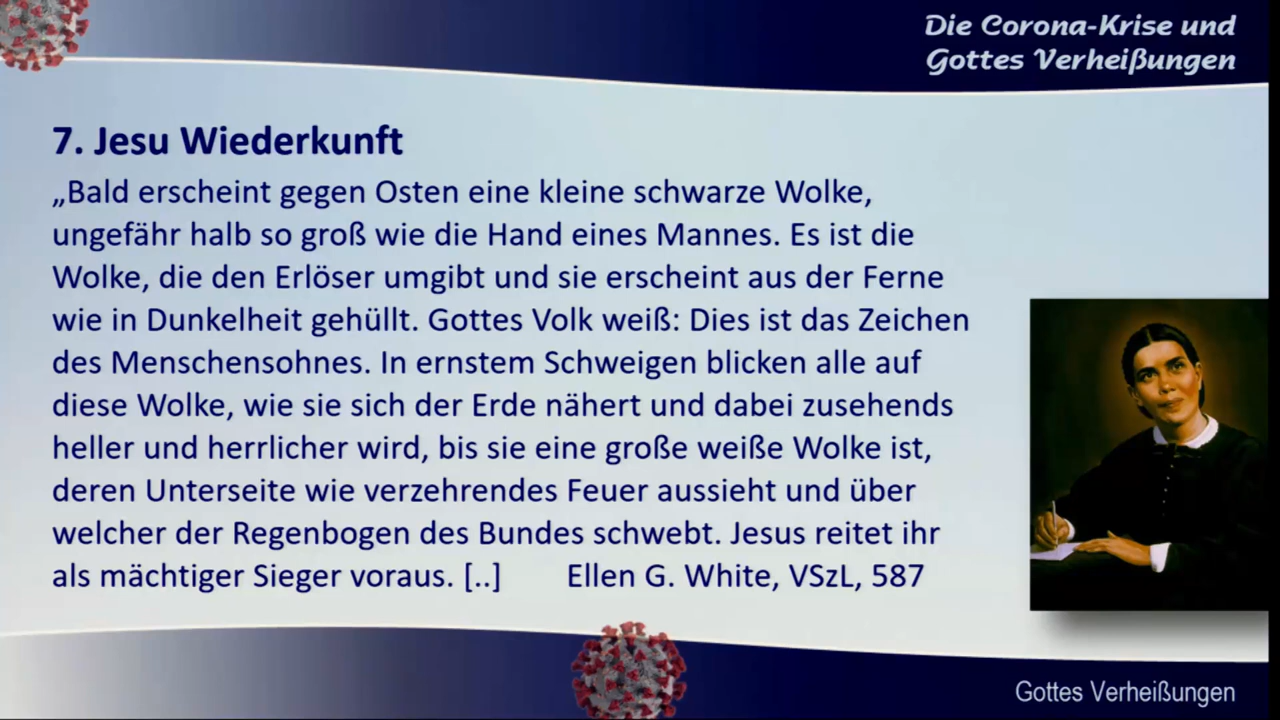 Die Corona-Krise und
Gottes Verheißungen
7. Jesu Wiederkunft
„Bald erscheint gegen Osten eine kleine schwarze Wolke,
ungefähr halb so groß wie die Hand eines Mannes. Es ist die
Wolke, die den Erlöser umgibt und sie erscheint aus der Ferne
wie in Dunkelheit gehüllt. Gottes Volk weiß: Dies ist das Zeichen
des Menschensohnes. In ernstem Schweigen blicken alle auf
diese Wolke, wie sie sich der Erde nähert und dabei zusehends
heller und herrlicher wird, bis sie eine große weiße Wolke ist,
deren Unterseite wie verzehrendes Feuer aussieht und über
welcher der Regenbogen des Bundes schwebt. Jesus reitet ihr
als mächtiger Sieger voraus. [..] Ellen G. White, VSzL, 587
Gottes Verheißungen